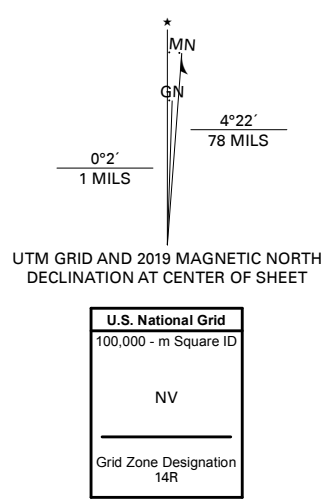 ★
MN
GN
4°22´
78 MILS
0°2´
1 MILS
UTM GRID AND 2019 MAGNETIC NORTH
DECLINATION AT CENTER OF SHEET
U.S. National Grid
100,000 - m Square ID
NV
Grid Zone Designation
14R